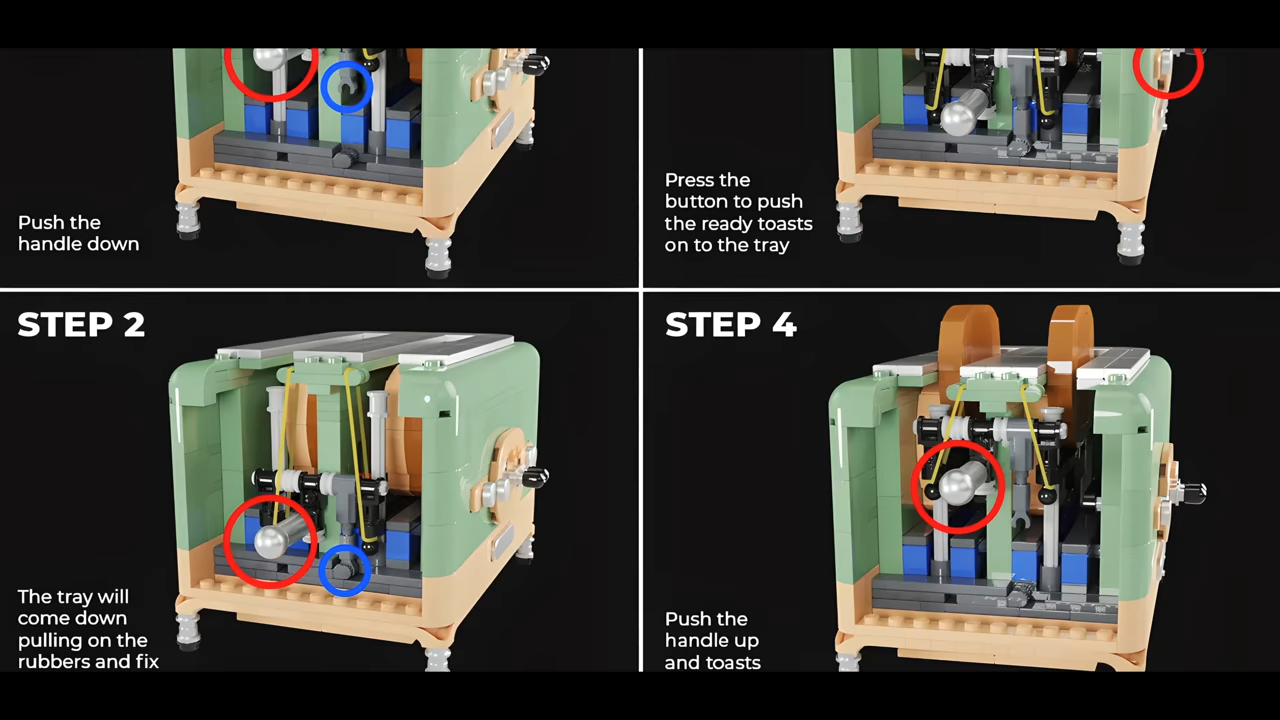 Push the
handle down
STEP 2
The tray will
come down
pulling on the
rubbers and fix
Press the
button to push
the ready toasts
on to the tray
STEP 4
Push the
handle up
and toasts